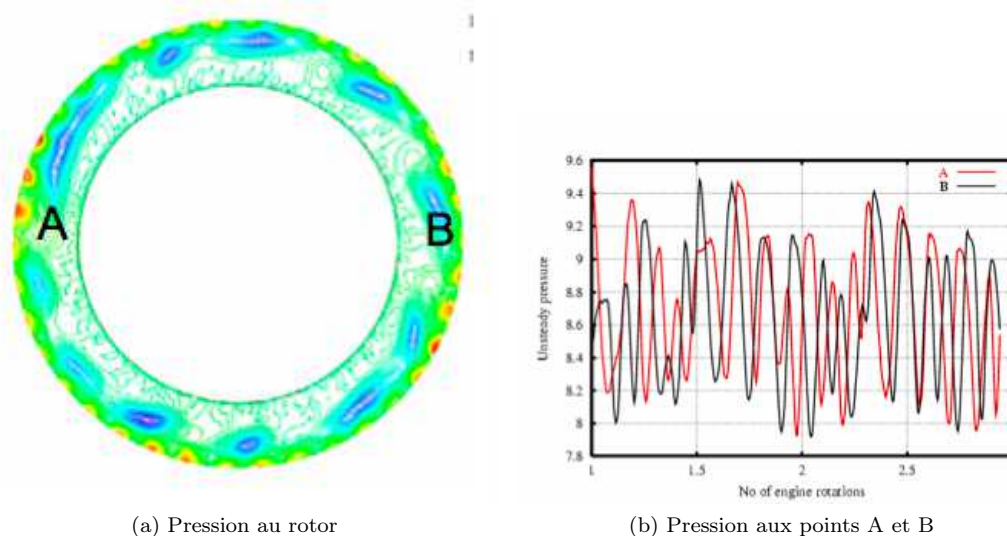 A
B
9.6
9.4
9.2
9
8.8
8.6
8.4
8.2
8
7.8
Unsteady pressure
A
B
1
1.5
2
2.5
No of engine rotations
(a) Pression au rotor
(b) Pression aux points A et B